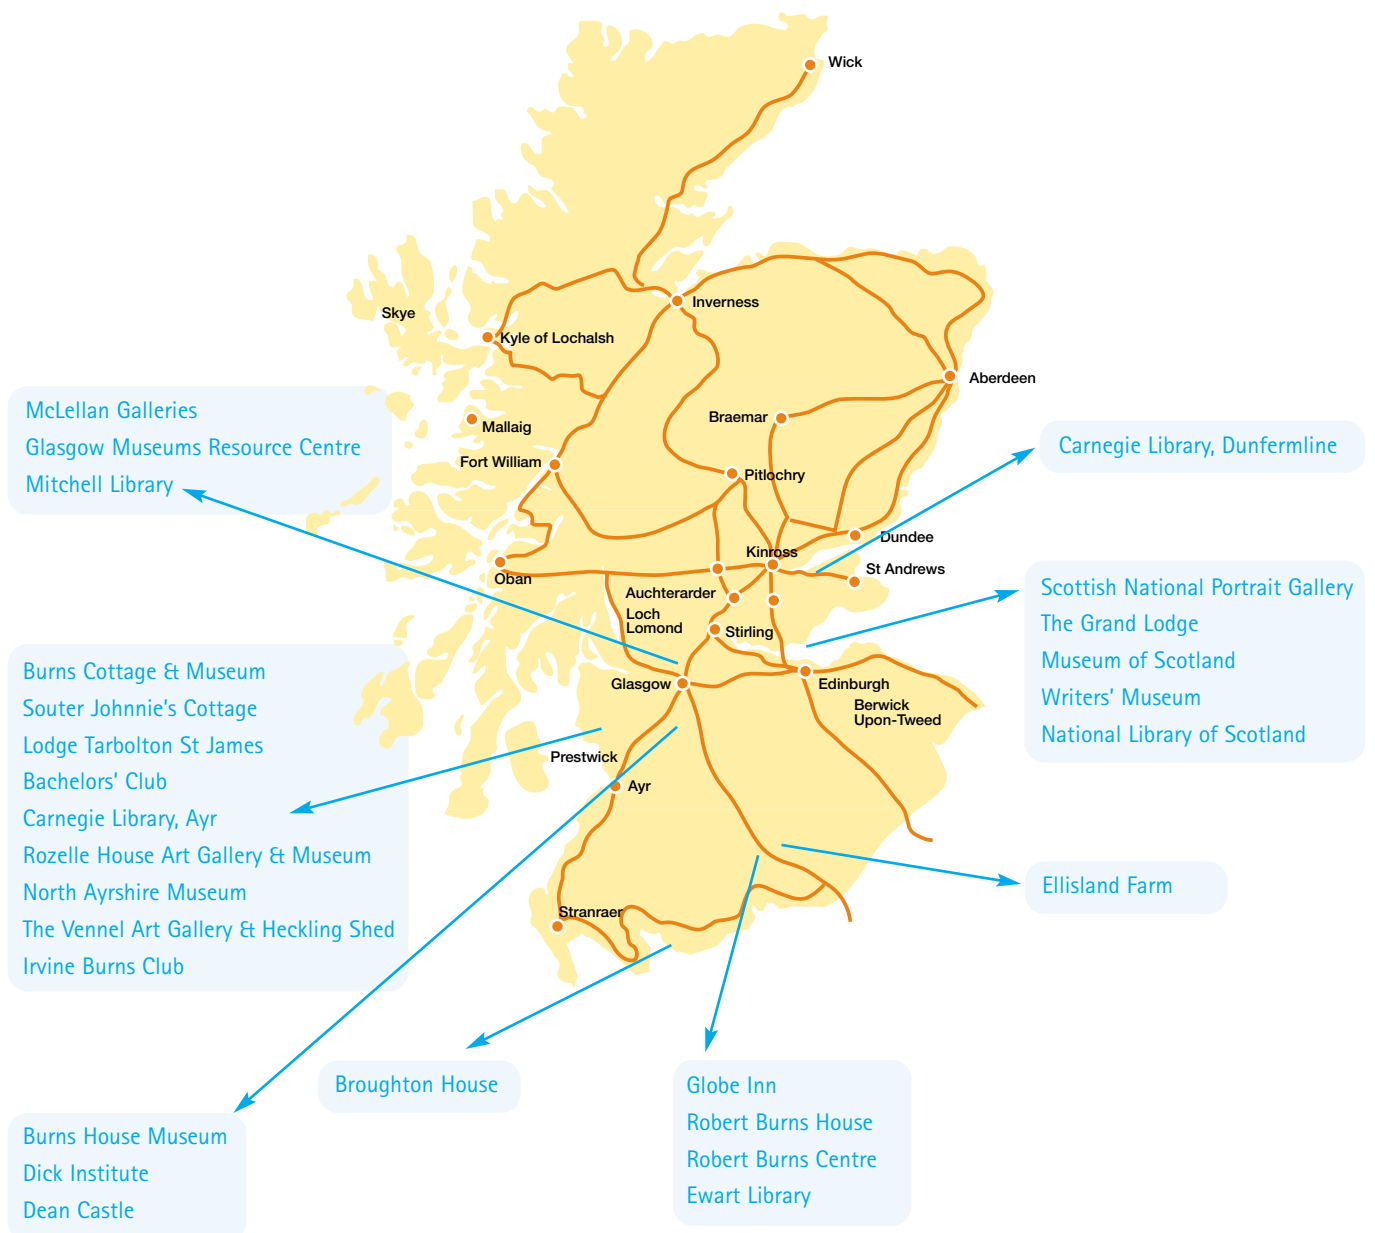 Wick
Inverness
Skye
Kyle of Lochalsh
Aberdeen
Braemar
Mallaig
Fort William
Pitlochry
Dundee
Kinross
St Andrews
Oban
Auchterarder
Loch
Lomond
Stirling
Glasgow
Edinburgh
Berwick
Upon-Tweed
Prestwick
Ayr
Stranraer
McLellan Galleries
Glasgow Museums Resource Centre
Mitchell Library
Carnegie Library, Dunfermline
Scottish National Portrait Gallery
The Grand Lodge
Museum of Scotland
Writers' Museum
National Library of Scotland
Burns Cottage & Museum
Souter Johnnie's Cottage
Lodge Tarbolton St James
Bachelors' Club
Carnegie Library, Ayr
Rozelle House Art Gallery & Museum
North Ayrshire Museum
The Vennel Art Gallery & Heckling Shed
Irvine Burns Club
Ellisland Farm
Broughton House
Globe Inn
Robert Burns House
Robert Burns Centre
Ewart Library
Burns House Museum
Dick Institute
Dean Castle